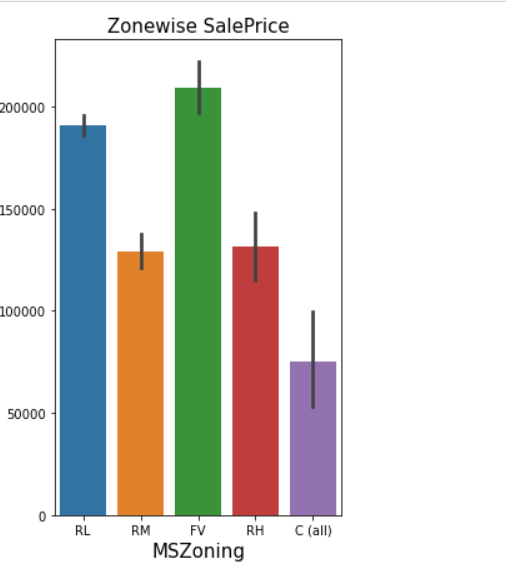 Zonewise SalePrice
200000
150000
100000
50000
0
RL RM FV RH C (all)
MSZoning